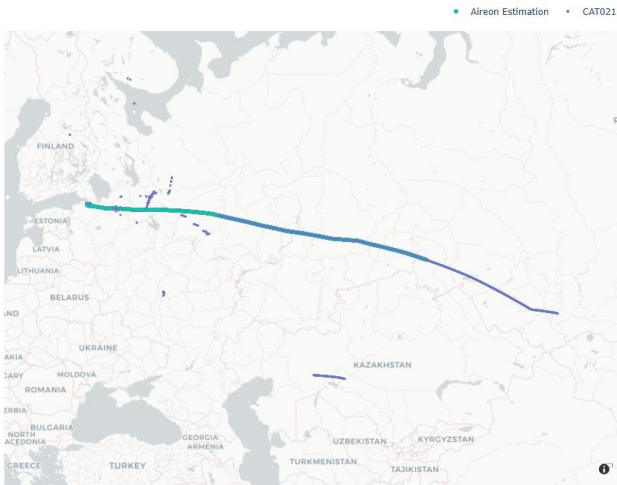 Aireon Estimation
CAT021
FINLAND
ESTONIA
LATVIA
LITHUANIA
BELARUS
UKRAINE
MOLDOVA
ROMANIA
BULGARIA
NORTH
GREECE
TURKEY
GEORGIA
ARMENIA
KAZAKHSTAN
UZBEKISTAN
KYRGYZSTAN
TURKMENISTAN
TAJIKISTAN